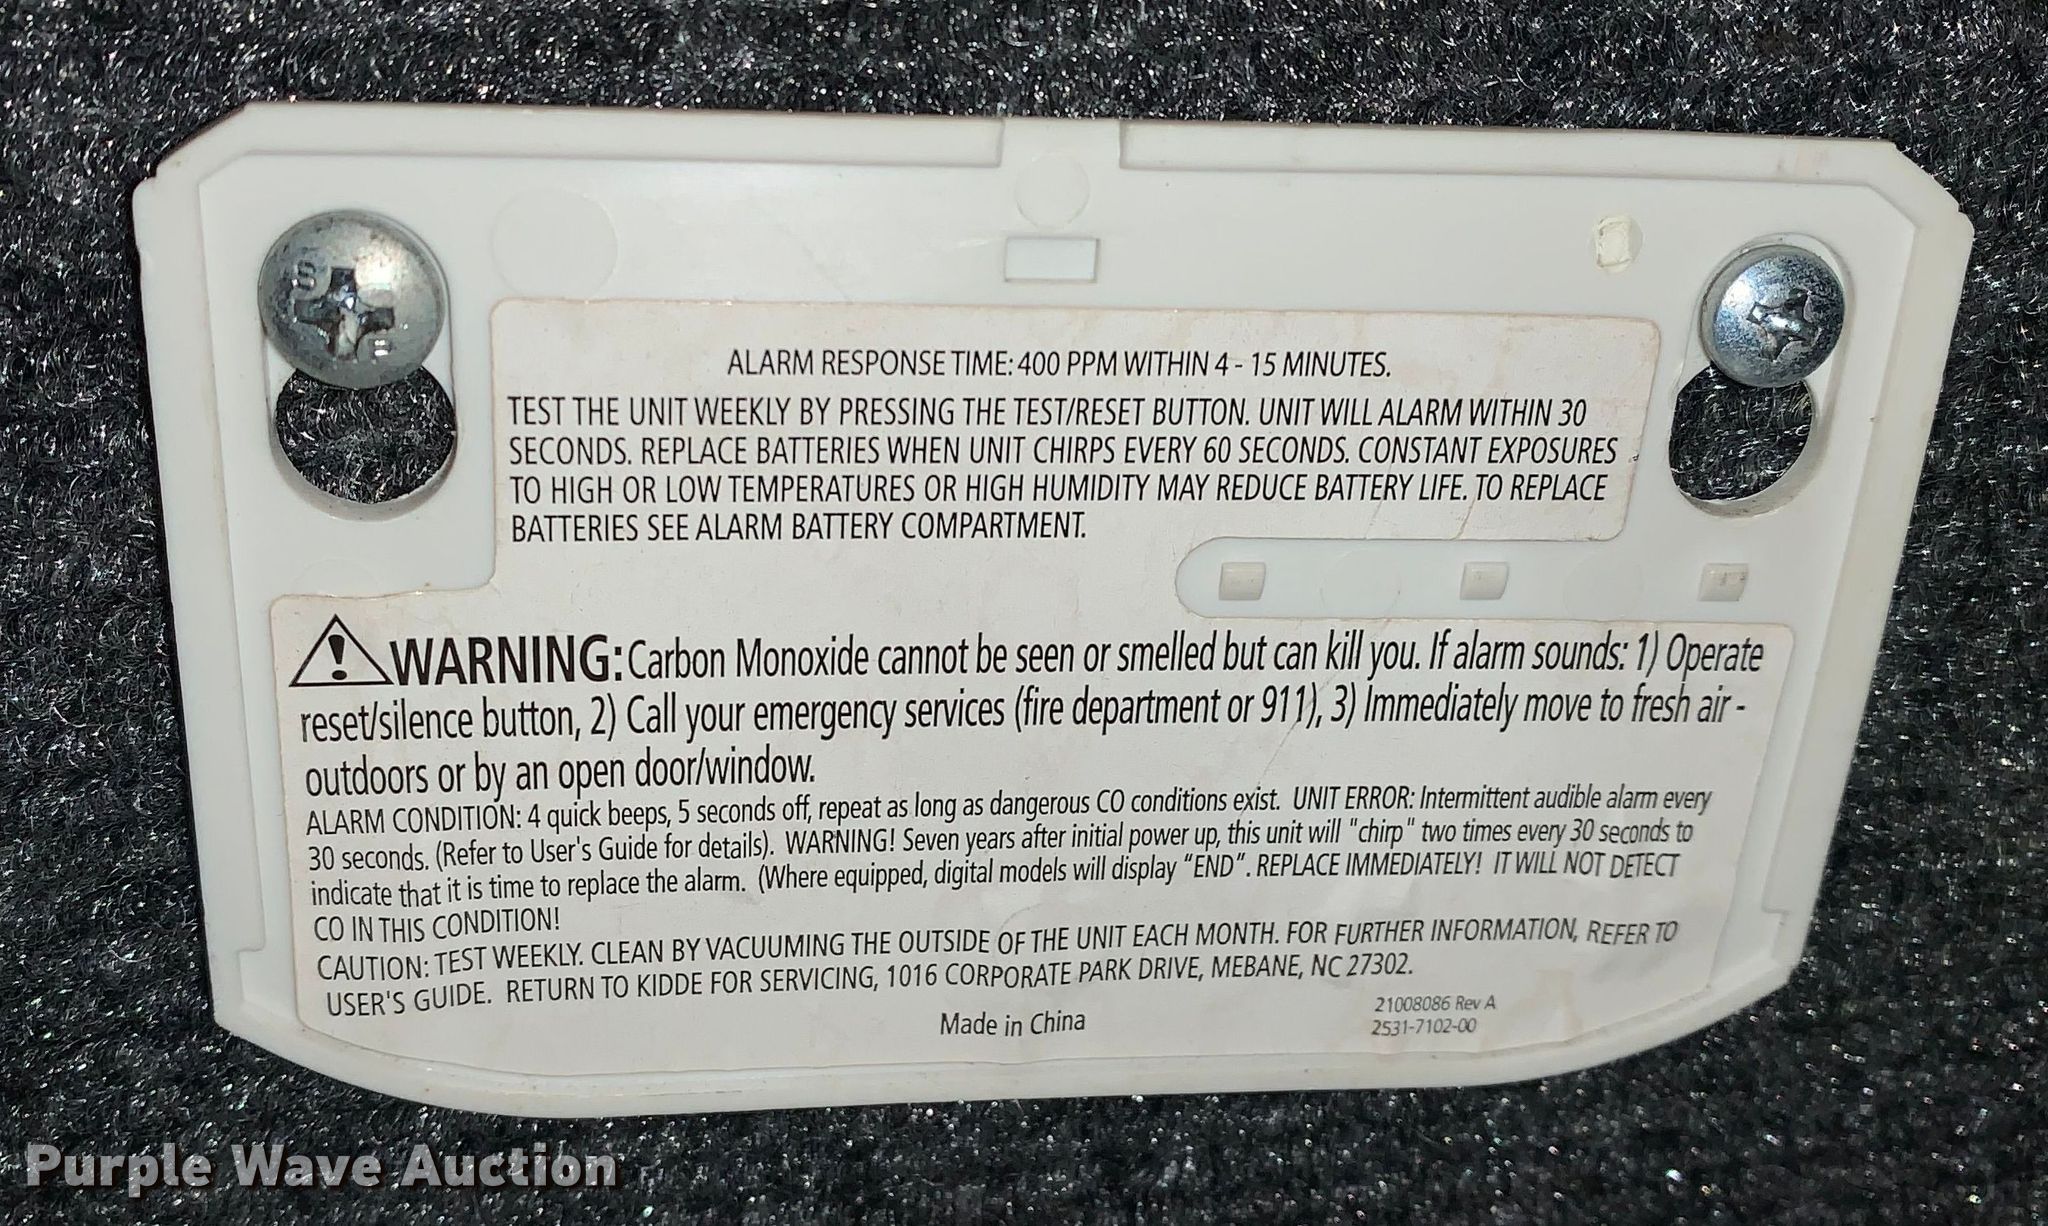 ALARM RESPONSE TIME: 400 PPM WITHIN 4 - 15 MINUTES.
TEST THE UNIT WEEKLY BY PRESSING THE TEST/RESET BUTTON. UNIT WILL ALARM WITHIN 30
SECONDS. REPLACE BATTERIES WHEN UNIT CHIRPS EVERY 60 SECONDS. CONSTANT EXPOSURES
TO HIGH OR LOW TEMPERATURES OR HIGH HUMIDITY MAY REDUCE BATTERY LIFE. TO REPLACE
BATTERIES SEE ALARM BATTERY COMPARTMENT.
WARNING: Carbon Monoxide cannot be seen or smelled but can kill you. If alarm sounds: 1) Operate
reset/silence button, 2) Call your emergency services (fire department or 911), 3) Immediately move to fresh air -
outdoors or by an open door/window.
ALARM CONDITION: 4 quick beeps, 5 seconds off, repeat as long as dangerous CO conditions exist. UNIT ERROR: Intermittent audible alarm every
30 seconds. (Refer to User's Guide for details). WARNING! Seven years after initial power up, this unit will "chirp" two times every 30 seconds to
indicate that it is time to replace the alarm. (Where equipped, digital models will display "END". REPLACE IMMEDIATELY! IT WILL NOT DETECT
CO IN THIS CONDITION!
CAUTION: TEST WEEKLY. CLEAN BY VACUUMING THE OUTSIDE OF THE UNIT EACH MONTH. FOR FURTHER INFORMATION, REFER TO
USER'S GUIDE. RETURN TO KIDDE FOR SERVICING, 1016 CORPORATE PARK DRIVE, MEBANE, NC 27302.
21008086 Rev A
Made in China
2531-7102-00
Purple Wave Auction